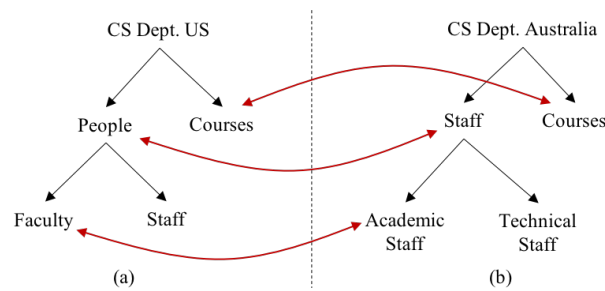 CS Dept. US
CS Dept. Australia
People
Courses
Staff
Courses
Faculty
Staff
Academic
Staff
Technical
Staff
(a)
(b)